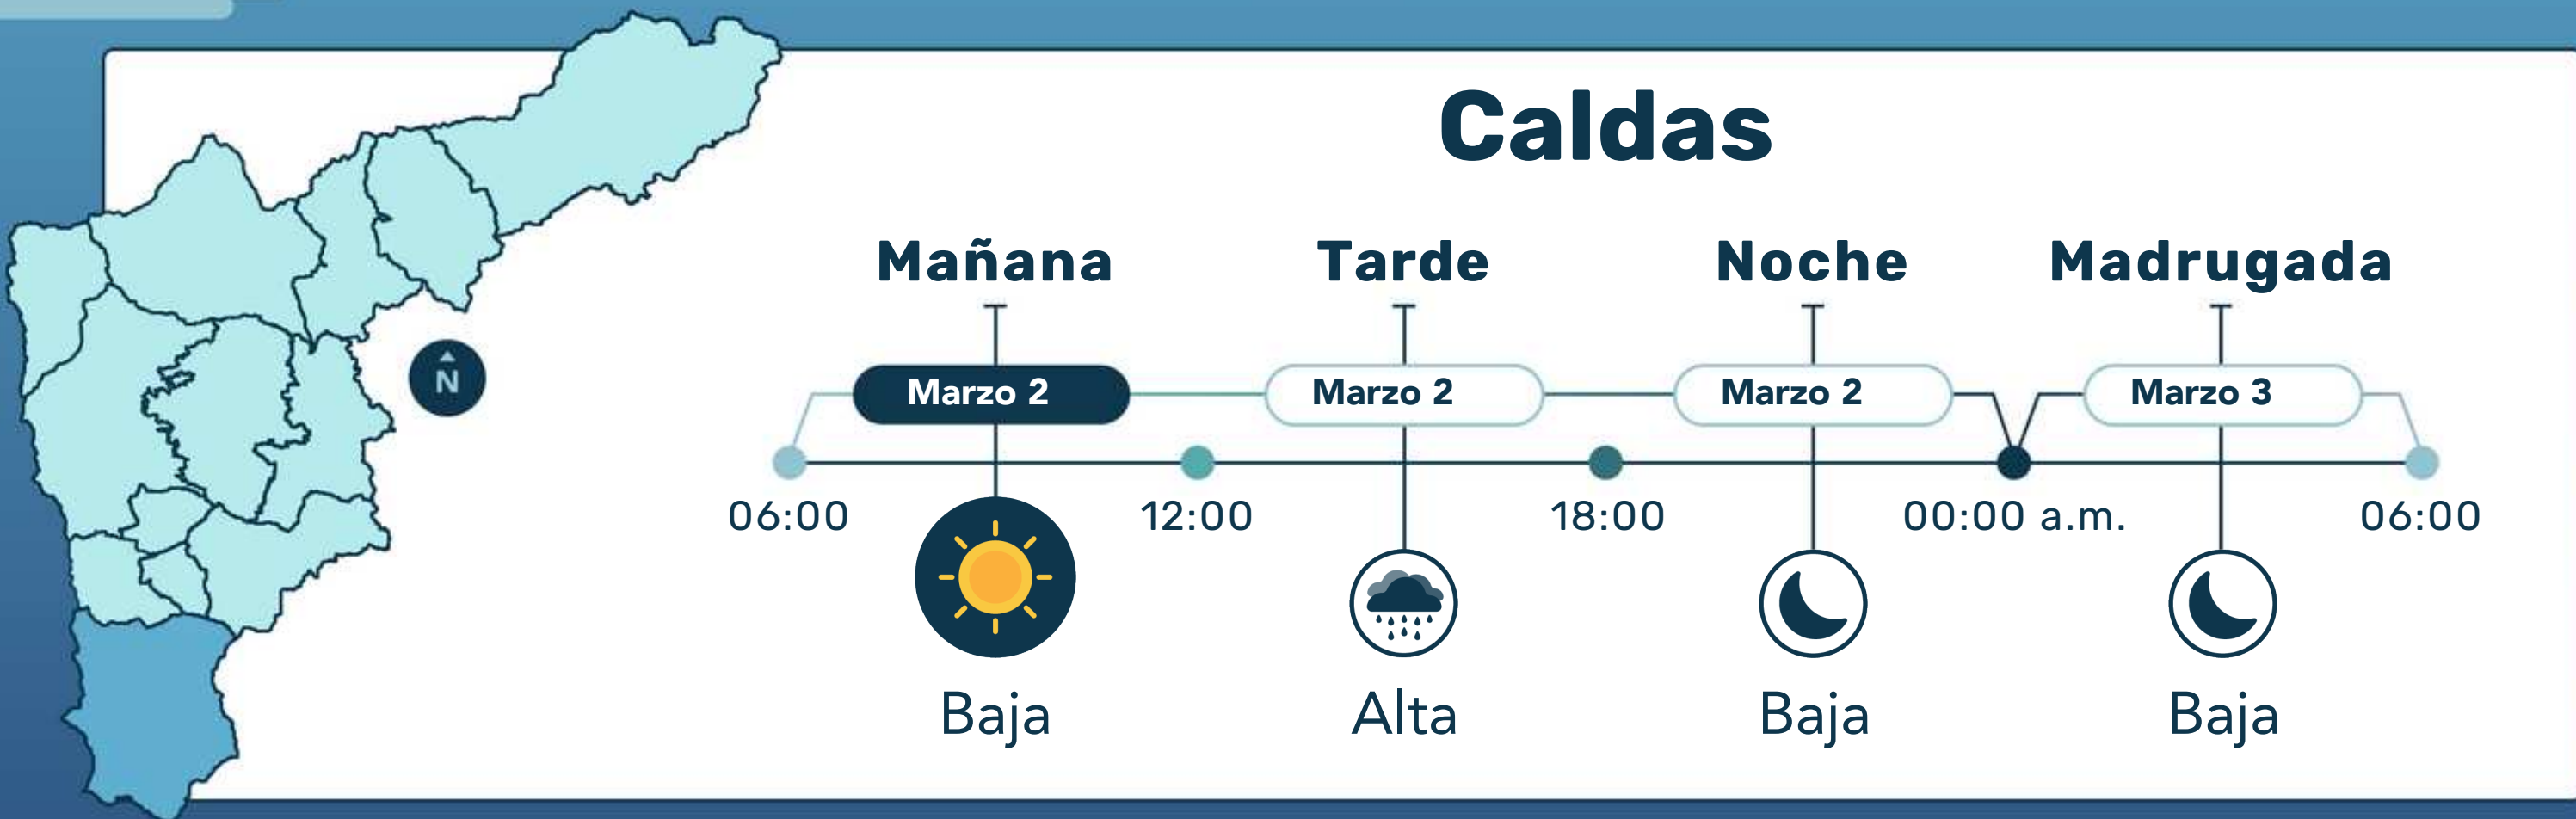 Caldas
Mañana Tarde Noche Madrugada
Marzo 2 Marzo 2 Marzo 2 Marzo 3
N
06:00 12:00 18:00 00:00 a.m. 06:00
Baja Alta Baja Baja